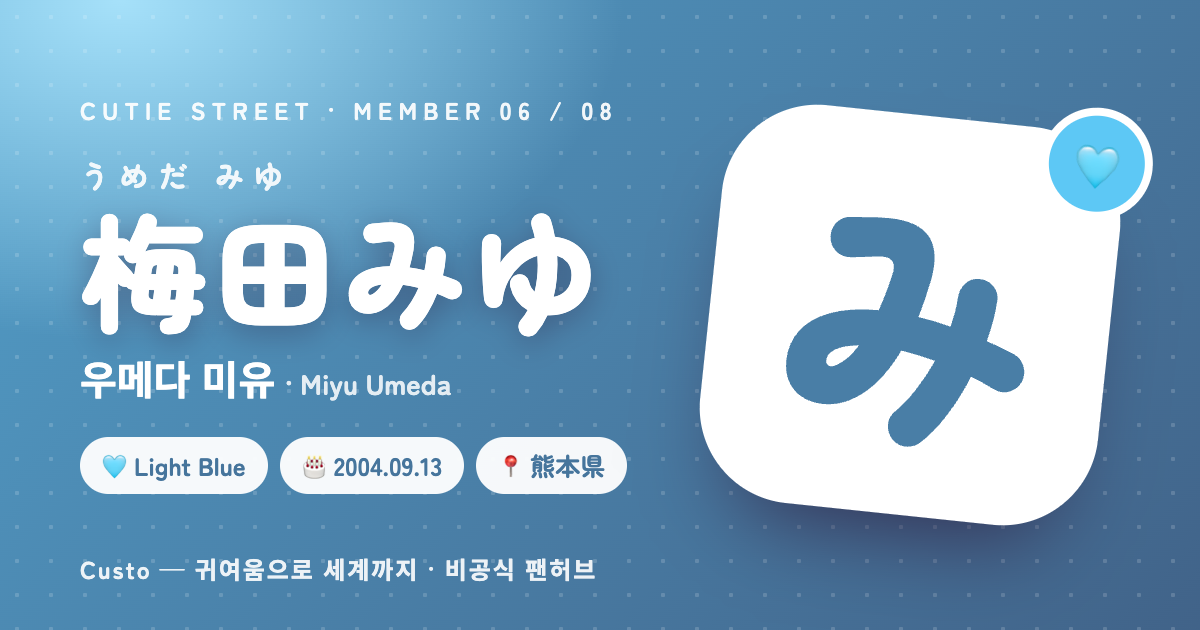 CUTIE STREET · MEMBER 06 / 08
うめだ みゆ
梅田みゆ
우메다 미유 · Miyu Umeda
🩵 Light Blue
🎂 2004.09.13
📍 熊本県
Custo — 귀여움으로 세계까지 · 비공식 팬허브
み